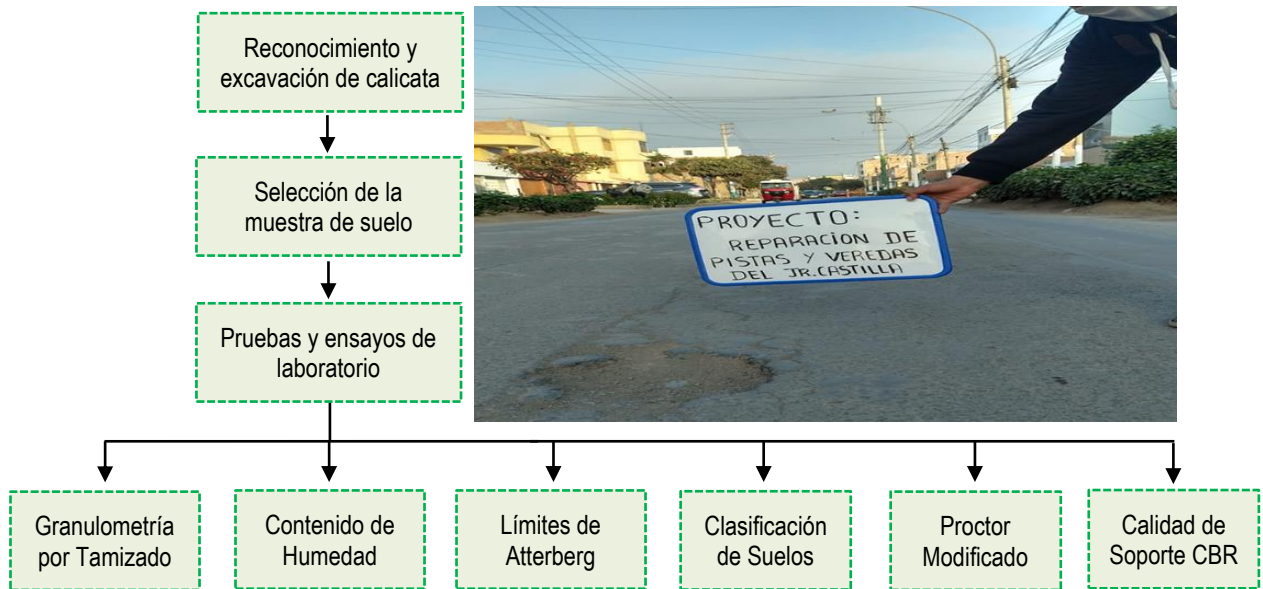 Reconocimiento y
excavación de calicata
Selección de la
muestra de suelo
Pruebas y ensayos de
laboratorio
PROYECTO:
REPARACION DE
PISTAS Y VEREDAS
DEL JR.CASTILLA
Granulometría
por Tamizado
Contenido de
Humedad
Límites de
Atterberg
Clasificación
de Suelos
Proctor
Modificado
Calidad de
Soporte CBR